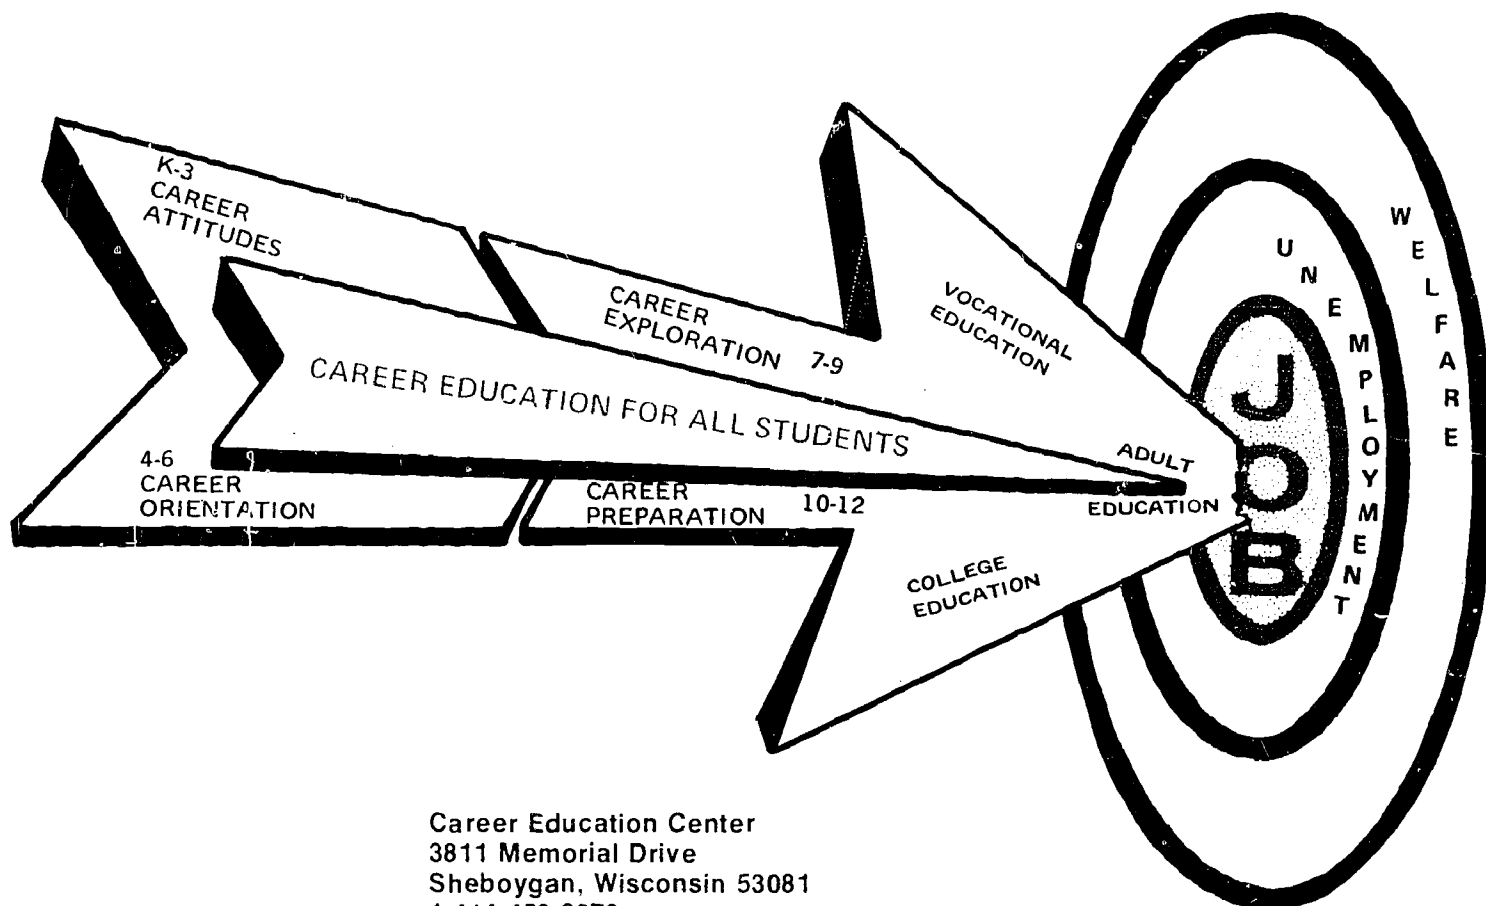 K-3
CAREER
ATTITUDES
CAREER
EXPLORATION 7-9
VOCATIONAL
EDUCATION
CAREER EDUCATION FOR ALL STUDENTS
4-6
CAREER
ORIENTATION
CAREER
PREPARATION 10-12
ADULT
EDUCATION
COLLEGE
EDUCATION
JOB
UNEMPLOYMENT
WELFARE
Career Education Center
3811 Memorial Drive
Sheboygan, Wisconsin 53081